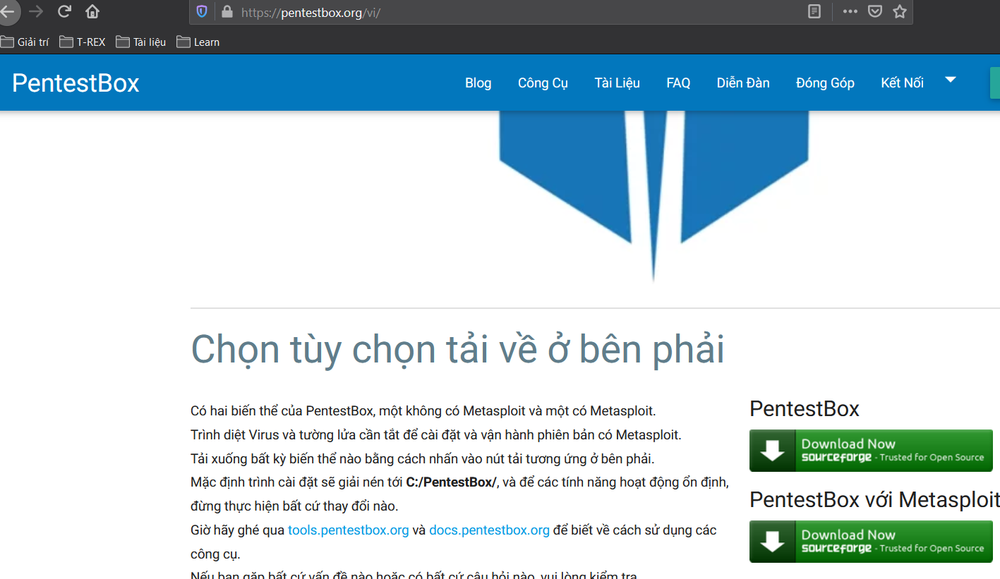 https://pentestbox.org/vi/
Giải trí T-REX Tài liệu Learn
PentestBox Blog Công Cụ Tài Liệu FAQ Diễn Đàn Đóng Góp Kết Nối
Chọn tùy chọn tải về ở bên phải
Có hai biến thể của PentestBox, một không có Metasploit và một có Metasploit.
Trình diệt Virus và tường lửa cần tắt để cài đặt và vận hành phiên bản có Metasploit.
Tải xuống bất kỳ biến thể nào bằng cách nhấn vào nút tải tương ứng ở bên phải.
Mặc định trình cài đặt sẽ giải nén tới C:/PentestBox/, và để các tính năng hoạt động ổn định,
đừng thực hiện bất cứ thay đổi nào.
Giờ hãy ghé qua tools.pentestbox.org và docs.pentestbox.org để biết về cách sử dụng các
công cụ.
Nếu bạn gặp bất cứ vấn đề nào hoặc có bất cứ câu hỏi nào, vui lòng kiểm tra
PentestBox
Download Now
sourceforge - Trusted for Open Source
PentestBox với Metasploit
Download Now
sourceforge - Trusted for Open Source